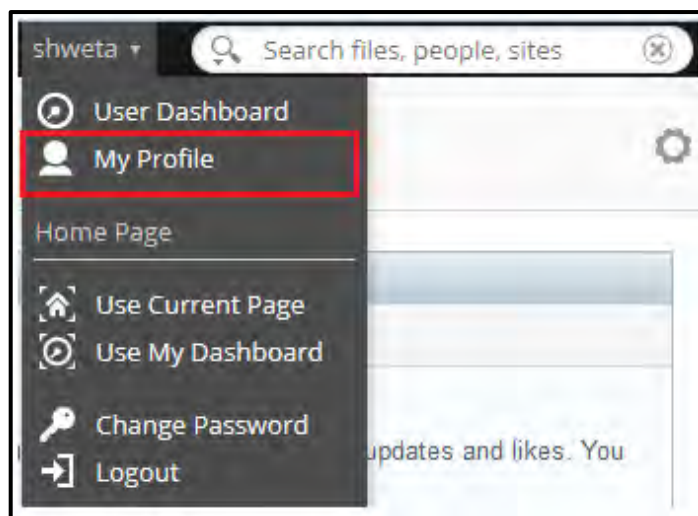 shweta
Search files, people, sites
User Dashboard
My Profile
Home Page
Use Current Page
Use My Dashboard
Change Password
updates and likes. You
Logout